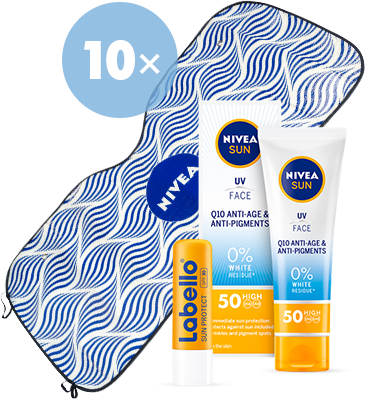 10×
NIVEA
NIVEA
SUN
UV
FACE
Q10 ANTI-AGE &
ANTI-PIGMENTS
0%
WHITE
RESIDUE*
50 HIGH
NIVEA
SUN
UV
FACE
Q10 ANTI-AGE &
ANTI-PIGMENTS
0%
WHITE
RESIDUE*
50 HIGH
Labello
SUN PROTECT